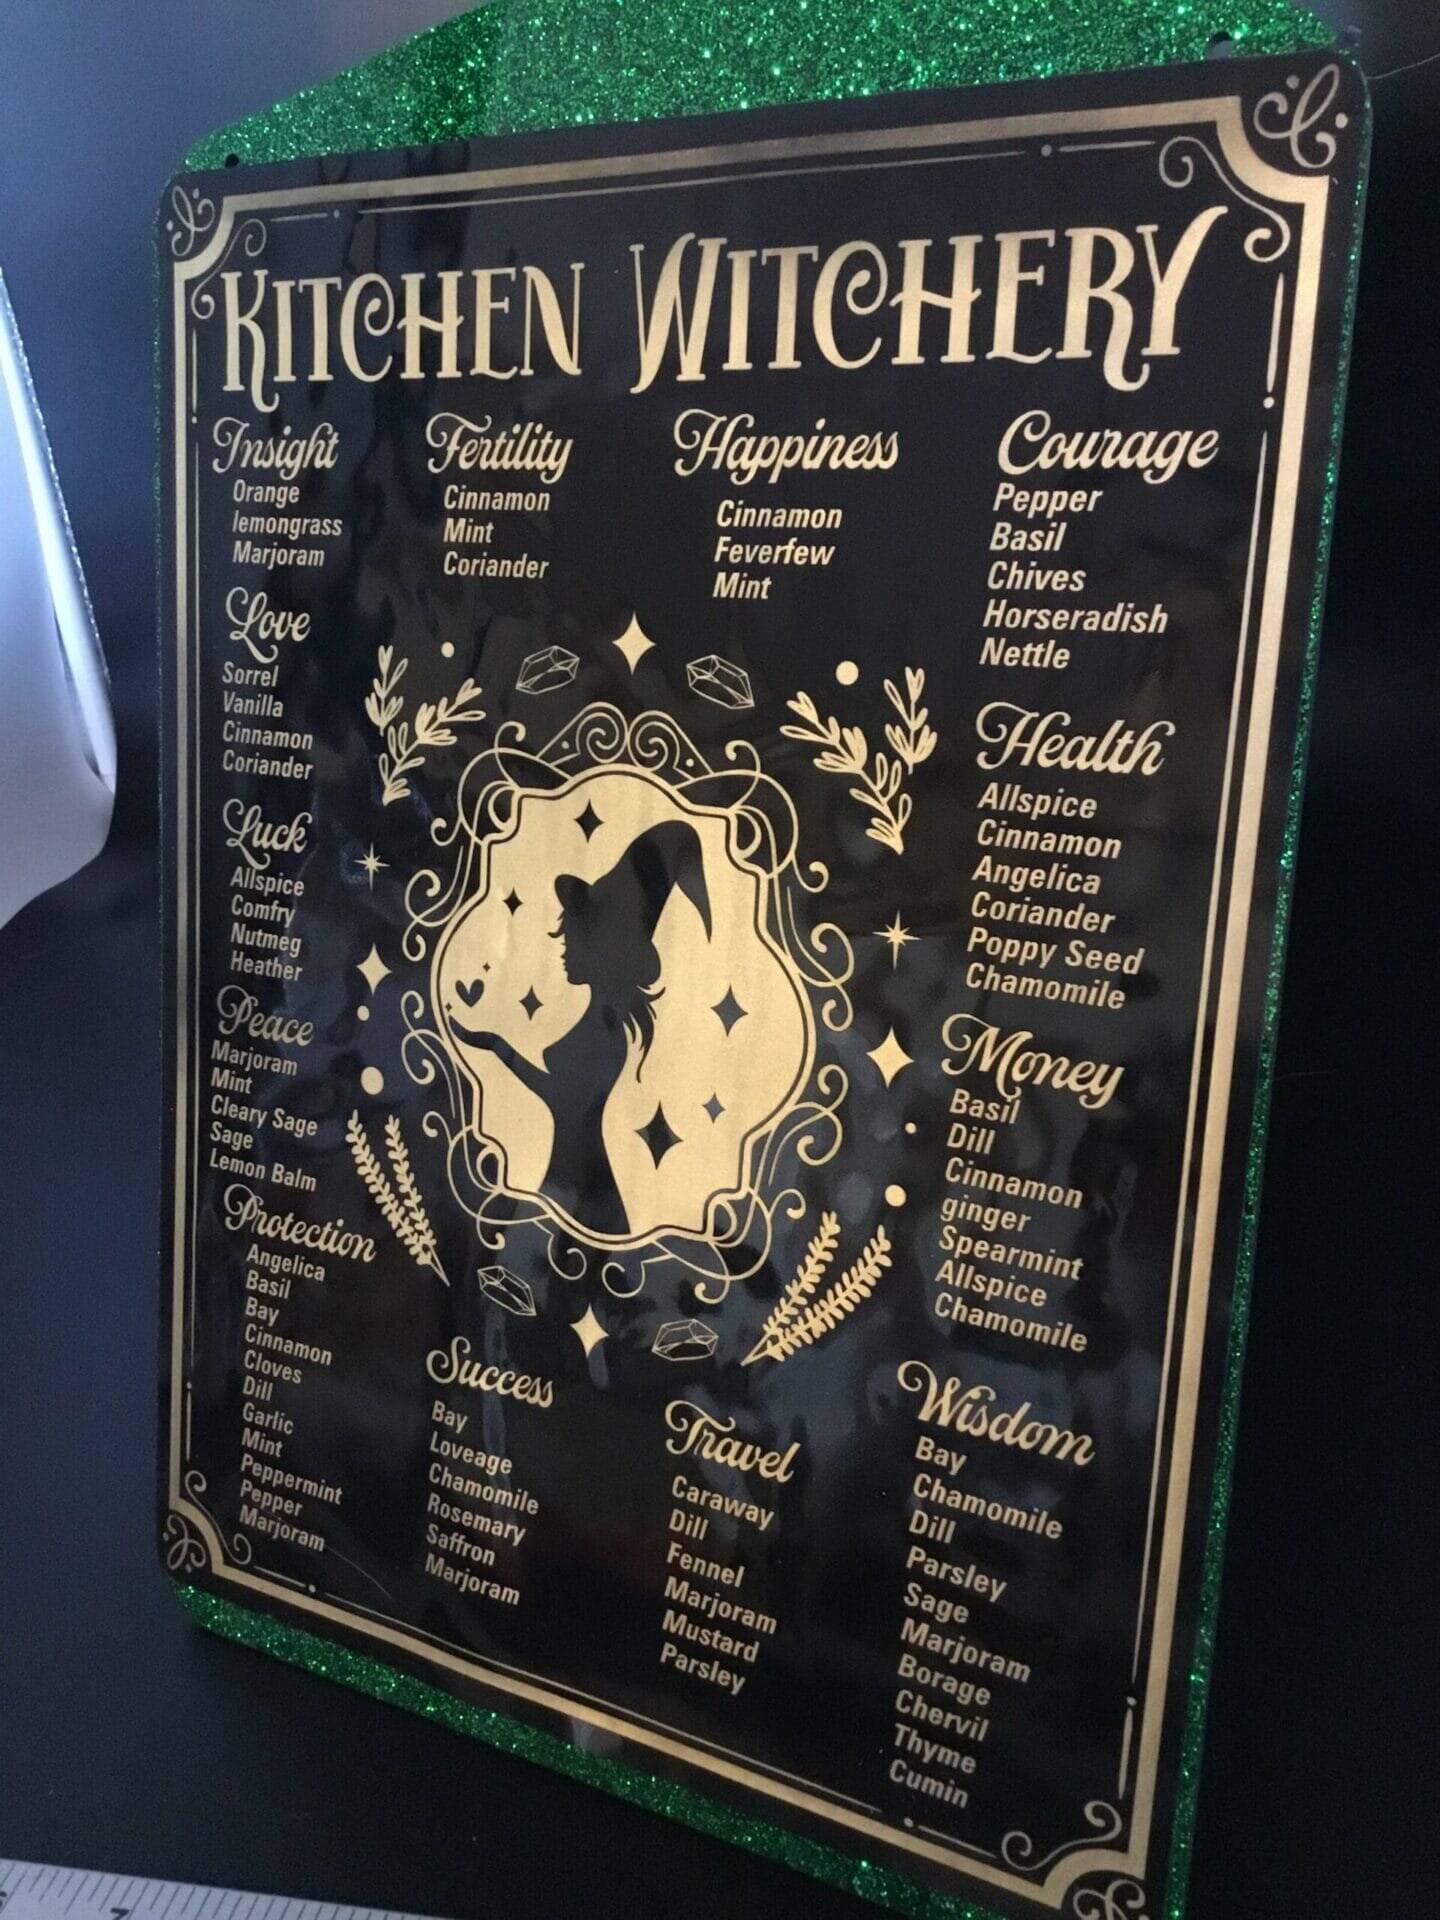 KITCHEN WITCHERY
Insight
Orange
lemongrass
Marjoram
Fertility
Cinnamon
Mint
Coriander
Happiness
Cinnamon
Feverfew
Mint
Courage
Pepper
Basil
Chives
Horseradish
Nettle
Love
Sorrel
Vanilla
Cinnamon
Coriander
Luck
Allspice
Comfry
Nutmeg
Heather
Peace
Marjoram
Mint
Cleary Sage
Sage
Lemon Balm
Protection
Angelica
Basil
Bay
Cinnamon
Cloves
Dill
Garlic
Mint
Peppermint
Pepper
Marjoram
Success
Bay
Loveage
Chamomile
Rosemary
Saffron
Marjoram
Travel
Caraway
Dill
Fennel
Marjoram
Mustard
Parsley
Health
Allspice
Cinnamon
Angelica
Coriander
Poppy Seed
Chamomile
Money
Basil
Dill
Cinnamon
ginger
Spearmint
Allspice
Chamomile
Wisdom
Bay
Chamomile
Dill
Parsley
Sage
Marjoram
Borage
Chervil
Thyme
Cumin